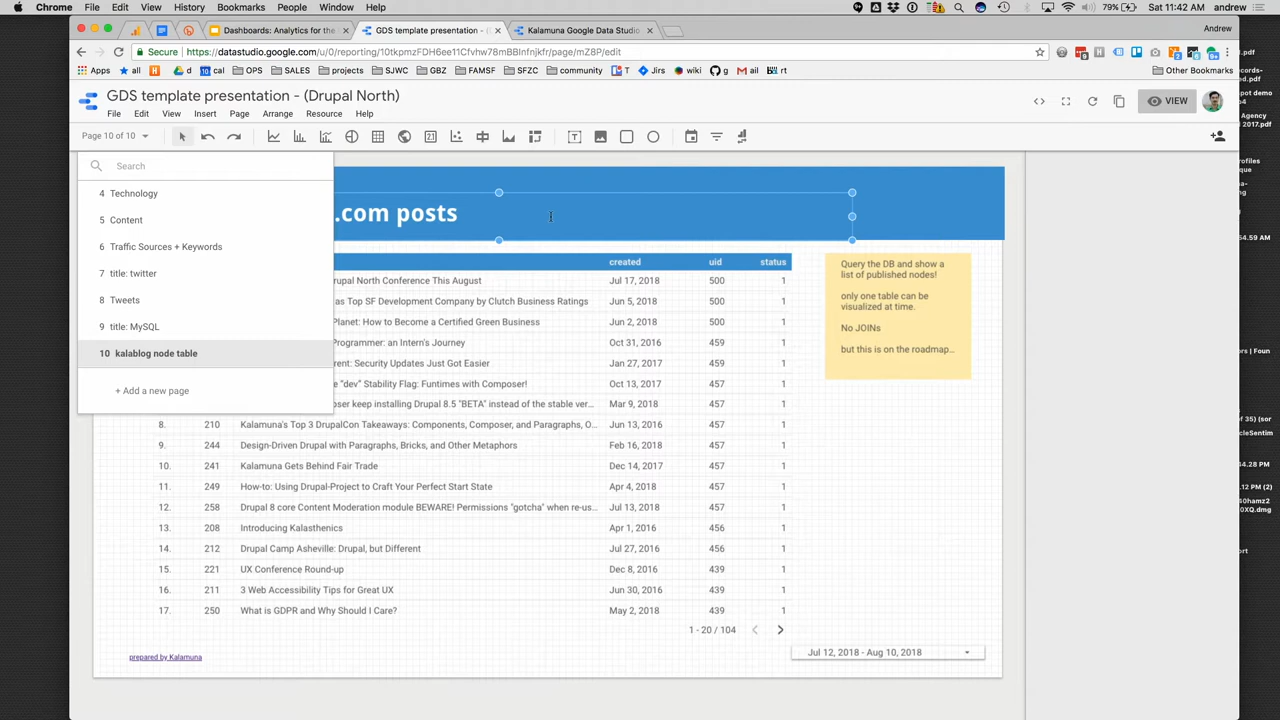 Chrome File Edit View History Bookmarks People Window Help 79% Sat 11:42 AM andrew
Dashboards: Analytics for the GDS template presentation - ( Kalamuna Google Data Studio Andrew
Secure https://datastudio.google.com/u/0/reporting/10tkpmzFDH6ee11Cfvhw78mBBInfnjkfr/page/mZ8P/edit
Apps all d cal OPS SALES projects SJWC GBZ FAMSF SFZC community T Jirs wiki g ail rt Other Bookmarks
GDS template presentation - (Drupal North) VIEW
File Edit View Insert Page Arrange Resource Help
Page 10 of 10
Search
4 Technology
5 Content
6 Traffic Sources + Keywords
7 title: twitter
8 Tweets
9 title: MySQL
10 kalablog node table
+ Add a new page
.com posts
created uid status
rupal North Conference This August Jul 17, 2018 500 1
as Top SF Development Company by Clutch Business Ratings Jun 5, 2018 500 1
Planet: How to Become a Certified Green Business Jun 2, 2018 500 1
Programmer: an Intern's Journey Oct 31, 2016 459 1
rent: Security Updates Just Got Easier Jan 27, 2017 459 1
e "dev" Stability Flag: Funtimes with Composer! Oct 13, 2017 457 1
oser keep installing Drupal 8.5 "BETA" instead of the stable ver... Mar 9, 2018 457 1
8. 210 Kalamuna's Top 3 DrupalCon Takeaways: Components, Composer, and Paragraphs, O... Jun 13, 2016 457 1
9. 244 Design-Driven Drupal with Paragraphs, Bricks, and Other Metaphors Feb 16, 2018 457 1
10. 241 Kalamuna Gets Behind Fair Trade Dec 14, 2017 457 1
11. 249 How-to: Using Drupal-Project to Craft Your Perfect Start State Apr 4, 2018 457 1
12. 258 Drupal 8 core Content Moderation module BEWARE! Permissions "gotcha" when re-us... Jul 13, 2018 457 1
13. 208 Introducing Kalasthenics Apr 1, 2016 456 1
14. 212 Drupal Camp Asheville: Drupal, but Different Jul 27, 2016 456 1
15. 221 UX Conference Round-up Dec 8, 2016 439 1
16. 211 3 Web Accessibility Tips for Great UX Jun 30, 2016 439 1
17. 250 What is GDPR and Why Should I Care? May 2, 2018 439 1
1 - 20 / 104
Query the DB and show a
list of published nodes!
only one table can be
visualized at time.
No JOINs
but this is on the roadmap...
prepared by Kalamuna
Jul 12, 2018 - Aug 10, 2018